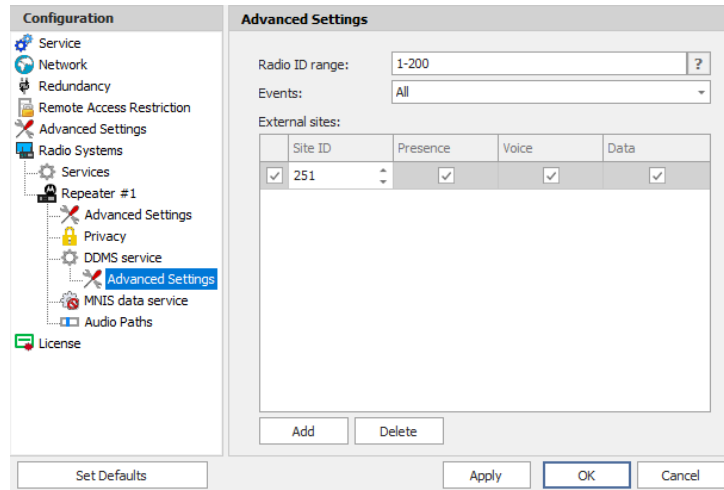 Configuration
Service
Network
Redundancy
Remote Access Restriction
Advanced Settings
Radio Systems
Services
Repeater #1
Advanced Settings
Privacy
DDMS service
Advanced Settings
MNIS data service
Audio Paths
License
Advanced Settings
Radio ID range: 1-200 ?
Events: All
External sites:
Site ID Presence Voice Data
251
Add Delete
Set Defaults Apply OK Cancel